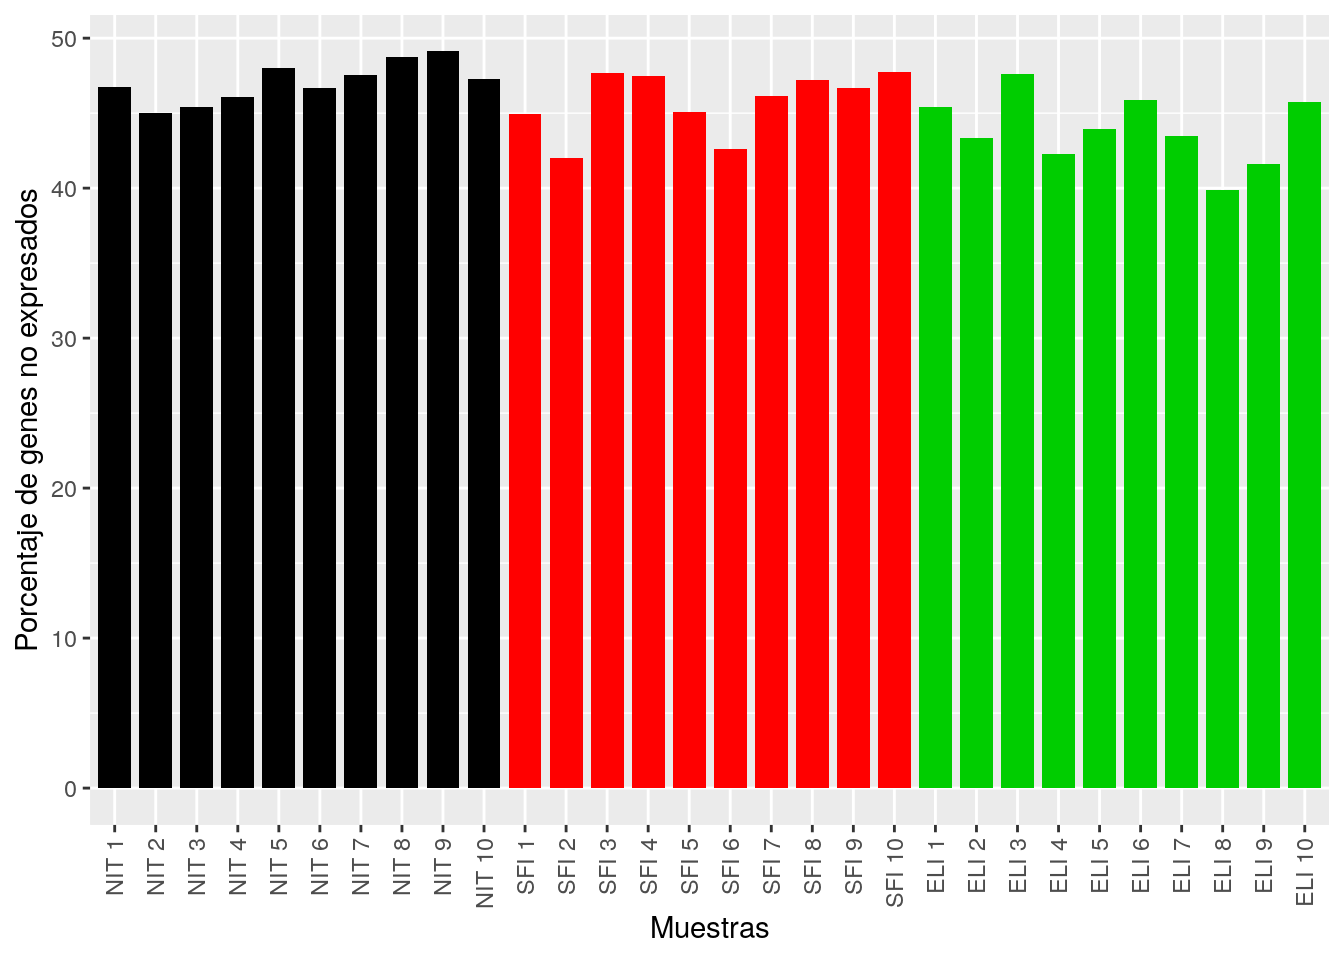 Porcentaje de genes no expresados
50
40
30
20
10
0
NIT 1
NIT 2
NIT 3
NIT 4
NIT 5
NIT 6
NIT 7
NIT 8
NIT 9
NIT 10
SFI 1
SFI 2
SFI 3
SFI 4
SFI 5
SFI 6
SFI 7
SFI 8
SFI 9
SFI 10
ELI 1
ELI 2
ELI 3
ELI 4
ELI 5
ELI 6
ELI 7
ELI 8
ELI 9
ELI 10
Muestras